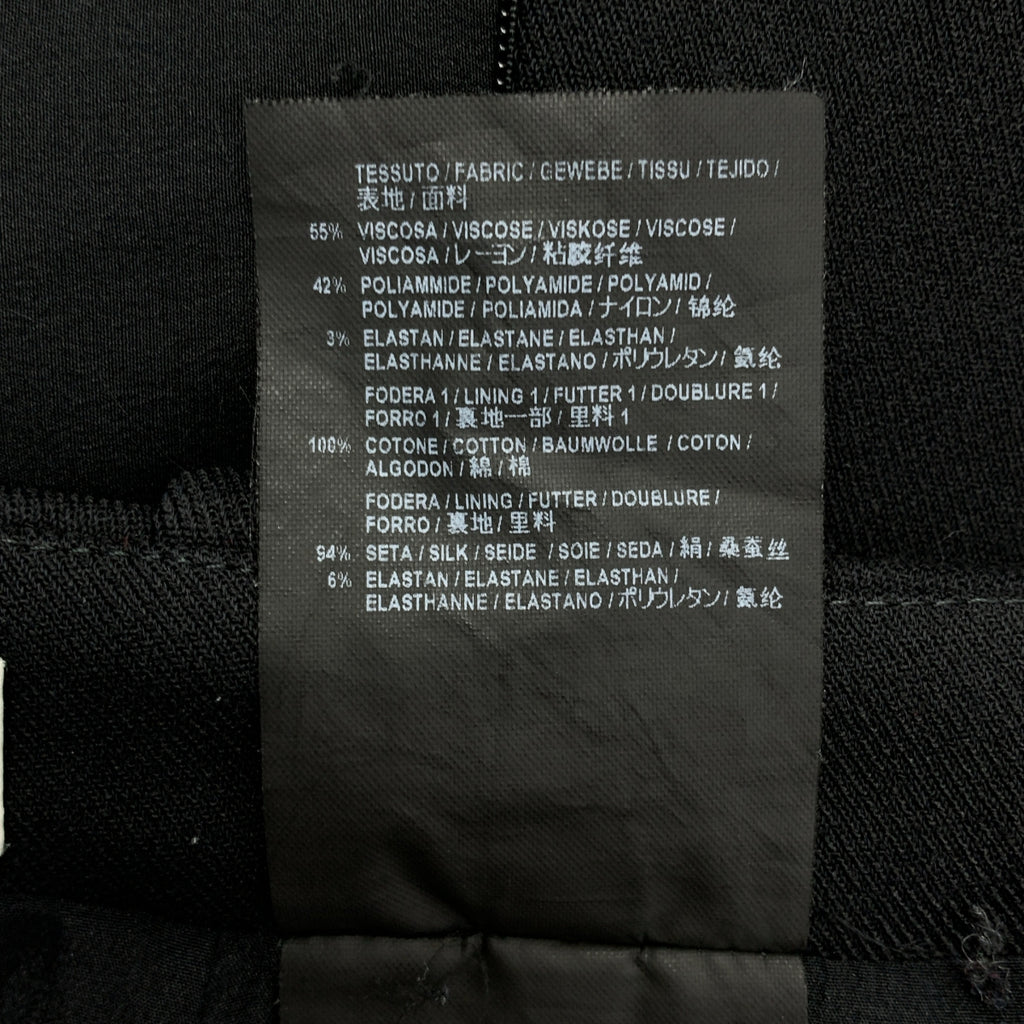 TESSUTO / FABRIC / GEWEBE / TISSU / TEJIDO /
表地 / 面料
55% VISCOSA / VISCOSE / VISKOSE / VISCOSE /
VISCOSA / レーヨン / 粘胶纤维
42% POLIAMMIDE / POLYAMIDE / POLYAMID /
POLYAMIDE / POLIAMIDA / ナイロン / 锦纶
3% ELASTAN / ELASTANE / ELASTHAN /
ELASTHANNE / ELASTANO / ポリウレタン / 氨纶
FODERA 1 / LINING 1 / FUTTER 1 / DOUBLURE 1 /
FORRO 1 / 裏地一部 / 里料 1
100% COTONE / COTTON / BAUMWOLLE / COTON /
ALGODON / 綿 / 棉
FODERA / LINING / FUTTER / DOUBLURE /
FORRO / 裏地 / 里料
94% SETA / SILK / SEIDE / SOIE / SEDA / 絹 / 桑蚕丝
6% ELASTAN / ELASTANE / ELASTHAN /
ELASTHANNE / ELASTANO / ポリウレタン / 氨纶